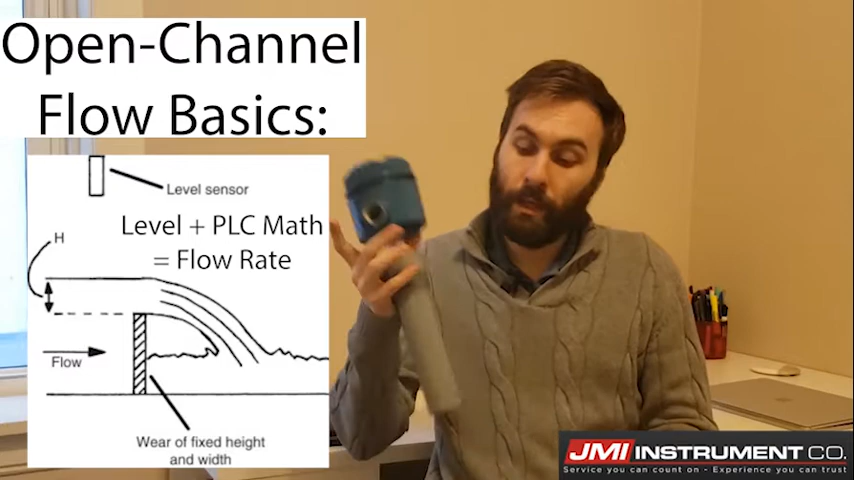 Open-Channel
Flow Basics:
Level sensor
Level + PLC Math
= Flow Rate
H
Flow
Wear of fixed height
and width
JMI INSTRUMENT CO.
Service you can count on - Experience you can trust